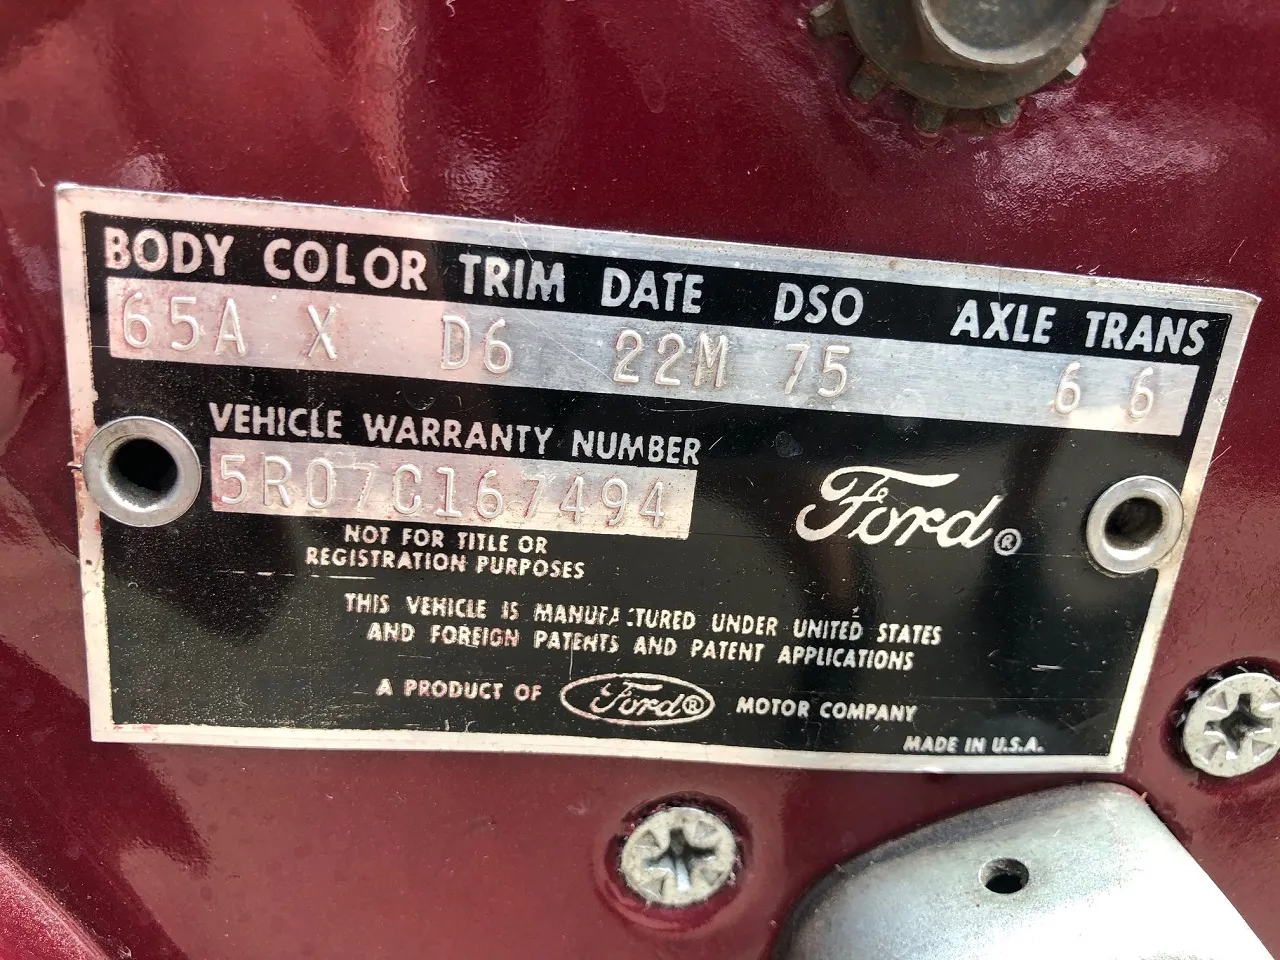 BODY COLOR TRIM DATE DSO AXLE TRANS
65A X D6 22M 75 6 6
VEHICLE WARRANTY NUMBER
5R07C167494
Ford®
NOT FOR TITLE OR
REGISTRATION PURPOSES
THIS VEHICLE IS MANUFACTURED UNDER UNITED STATES
AND FOREIGN PATENTS AND PATENT APPLICATIONS
A PRODUCT OF Ford® MOTOR COMPANY
MADE IN U.S.A.